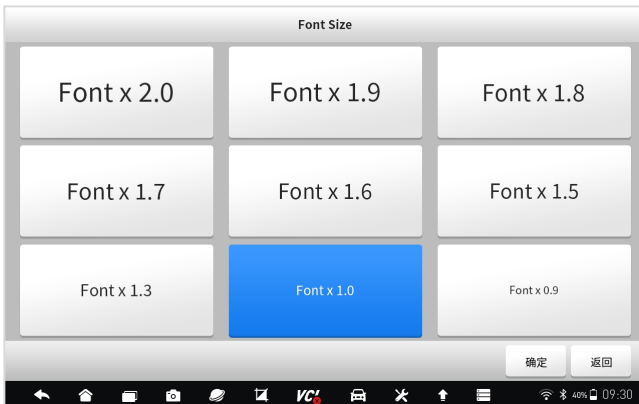 Font Size
Font x 2.0
Font x 1.9
Font x 1.8
Font x 1.7
Font x 1.6
Font x 1.5
Font x 1.3
Font x 1.0
Font x 0.9
确定
返回
VCI
40%
09:30